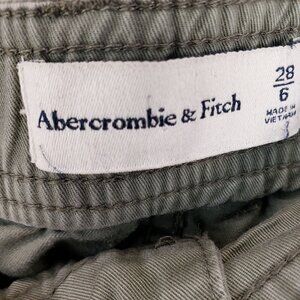 Abercrombie & Fitch
28
6
MADE IN
VIETNAM